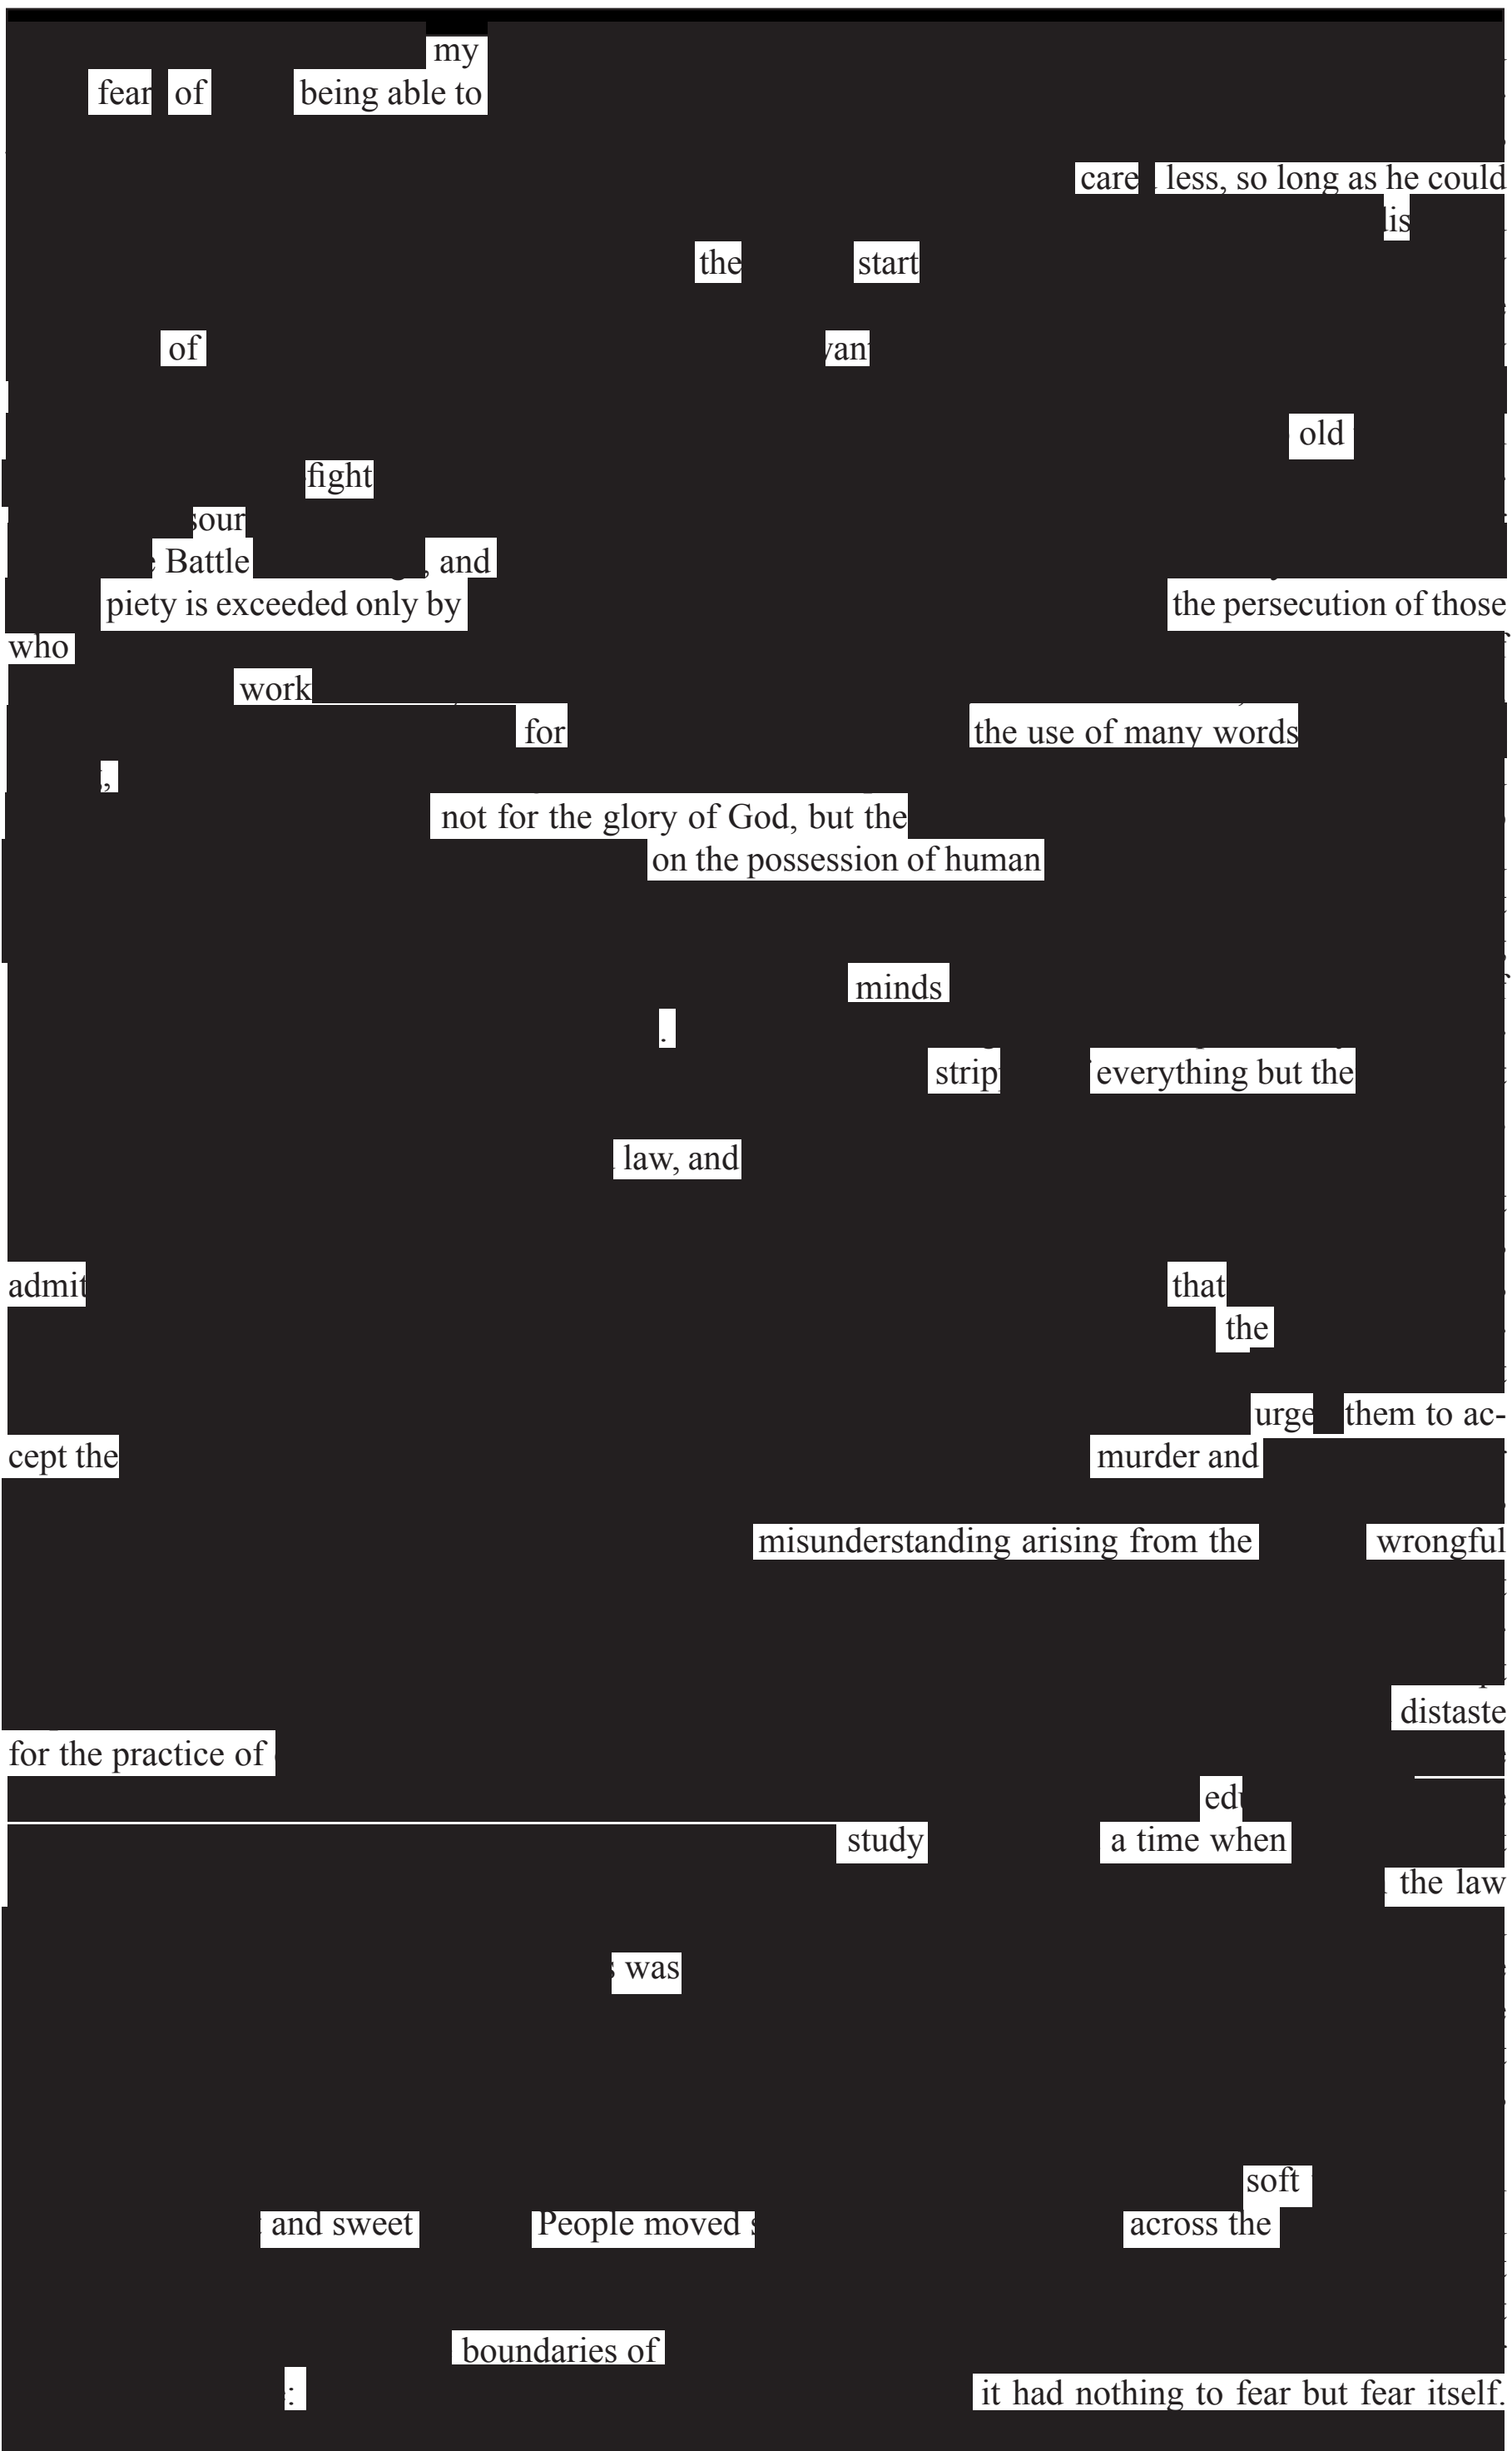 my
fear of being able to
care less, so long as he could
lis
the start
of want
old
fight
sour
Battle , and
piety is exceeded only by the persecution of those
who
work
for the use of many words
,
not for the glory of God, but the
on the possession of human
minds
.
strip everything but the
law, and
admit that
the
urge them to ac-
cept the murder and
misunderstanding arising from the wrongful
distaste
for the practice of
edu
study a time when
the law
was
soft
and sweet People moved s across the
boundaries of
: it had nothing to fear but fear itself.